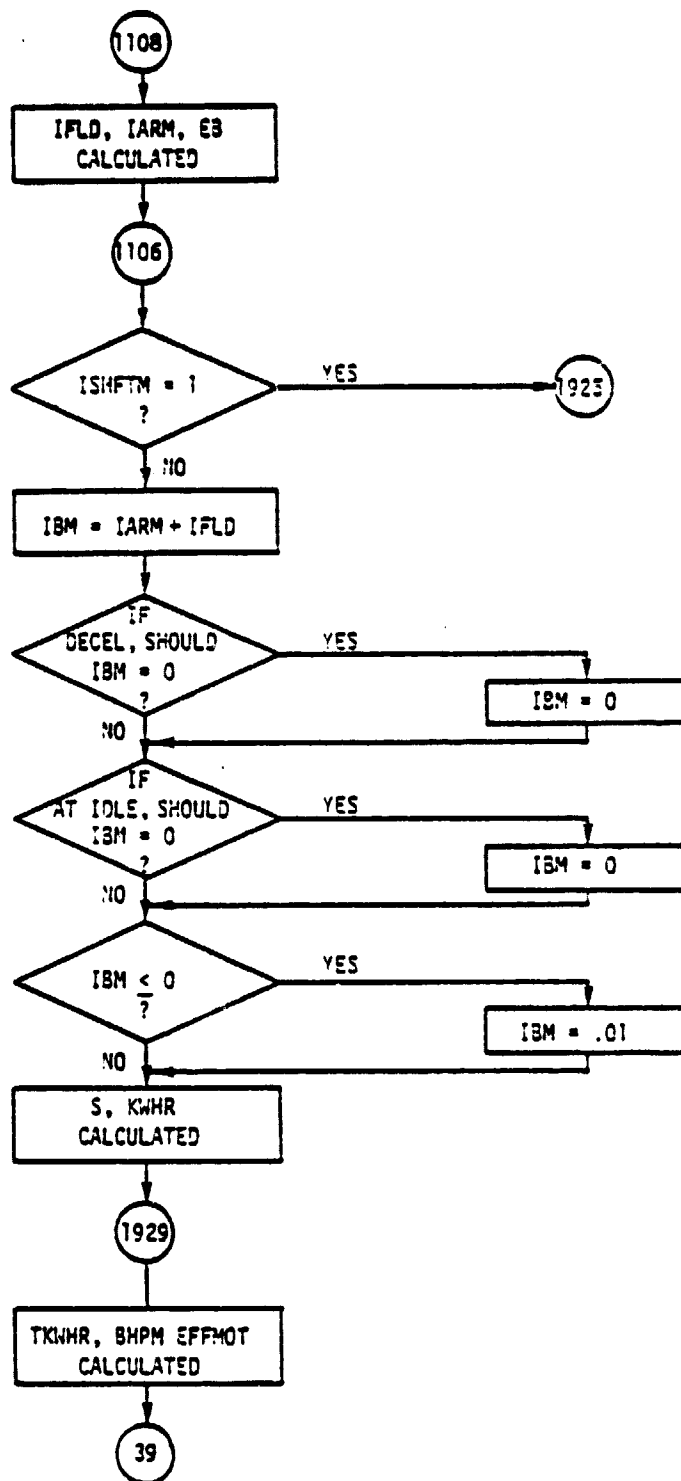 1108
IFLD, IARM, EB
CALCULATED
1106
ISHFTM = 1
?
YES
1925
NO
IBM = IARM + IFLD
IF
DECEL, SHOULD
IBM = 0
?
YES
IBM = 0
NO
IF
AT IDLE, SHOULD
IBM = 0
?
YES
IBM = 0
NO
IBM ≤ 0
?
YES
IBM = .01
NO
S, KWHR
CALCULATED
1929
TKWHR, BHPM EFFMOT
CALCULATED
39